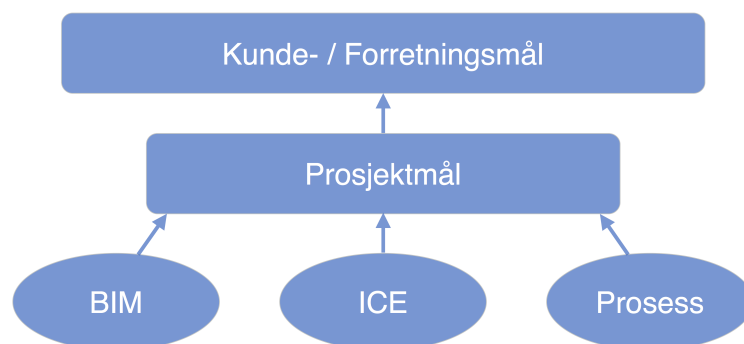 Kunde- / Forretningsmål
Prosjektmål
BIM
ICE
Prosess